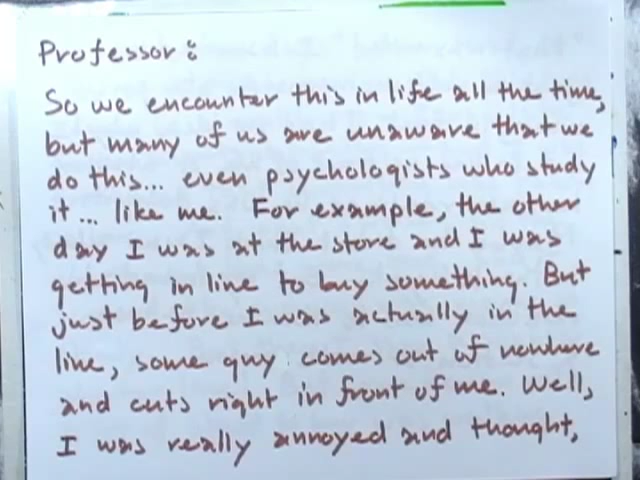 Professor:
So we encounter this in life all the time,
but many of us are unaware that we
do this... even psychologists who study
it... like me. For example, the other
day I was at the store and I was
getting in line to buy something. But
just before I was actually in the
line, some guy comes out of nowhere
and cuts right in front of me. Well,
I was really annoyed and thought,